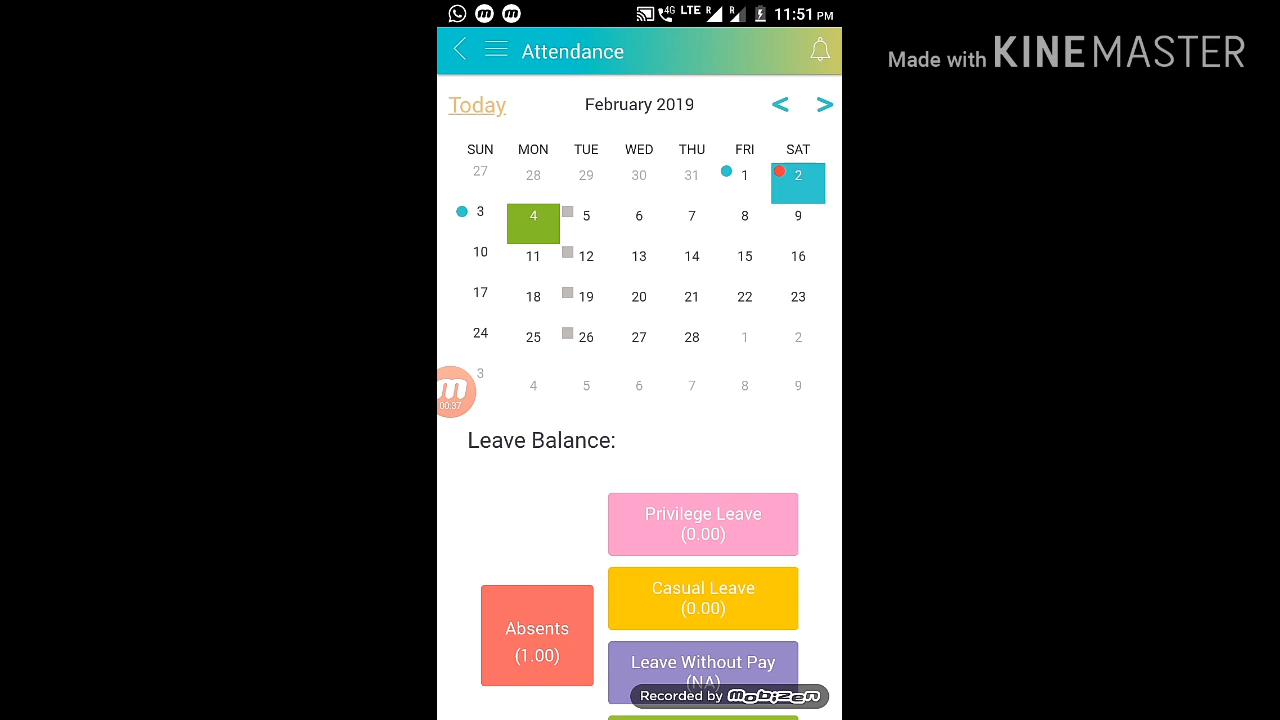 4G LTE R R 11:51 PM
Attendance
Made with KINEMASTER
Today February 2019 < >
SUN MON TUE WED THU FRI SAT
27 28 29 30 31 1 2
3 4 5 6 7 8 9
10 11 12 13 14 15 16
17 18 19 20 21 22 23
24 25 26 27 28 1 2
3 4 5 6 7 8 9
m
00:37
Leave Balance:
Privilege Leave
(0.00)
Casual Leave
(0.00)
Absents
(1.00)
Leave Without Pay
(NA)
Recorded by mobizen